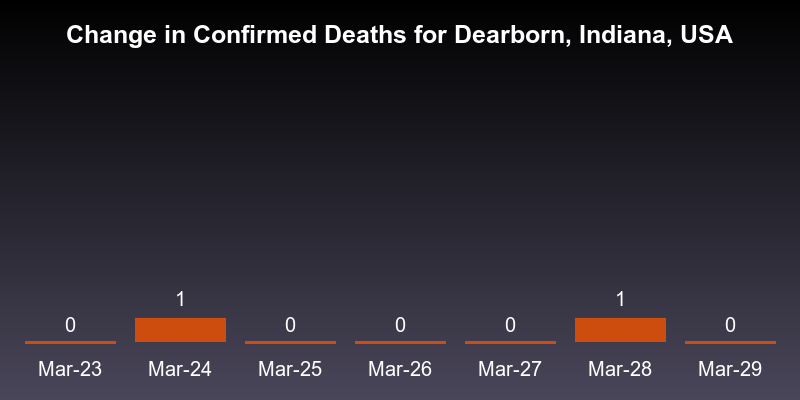 Change in Confirmed Deaths for Dearborn, Indiana, USA
0 1 0 0 0 1 0
Mar-23 Mar-24 Mar-25 Mar-26 Mar-27 Mar-28 Mar-29